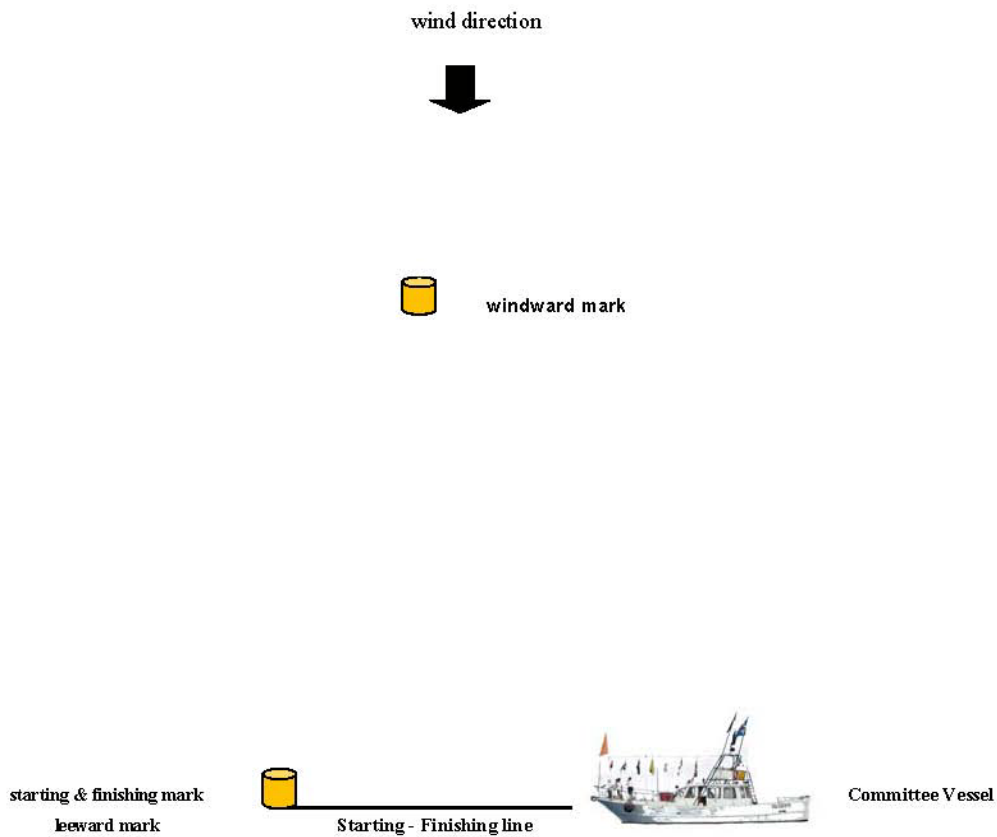 wind direction
windward mark
starting & finishing mark
leeward mark
Starting - Finishing line
Committee Vessel